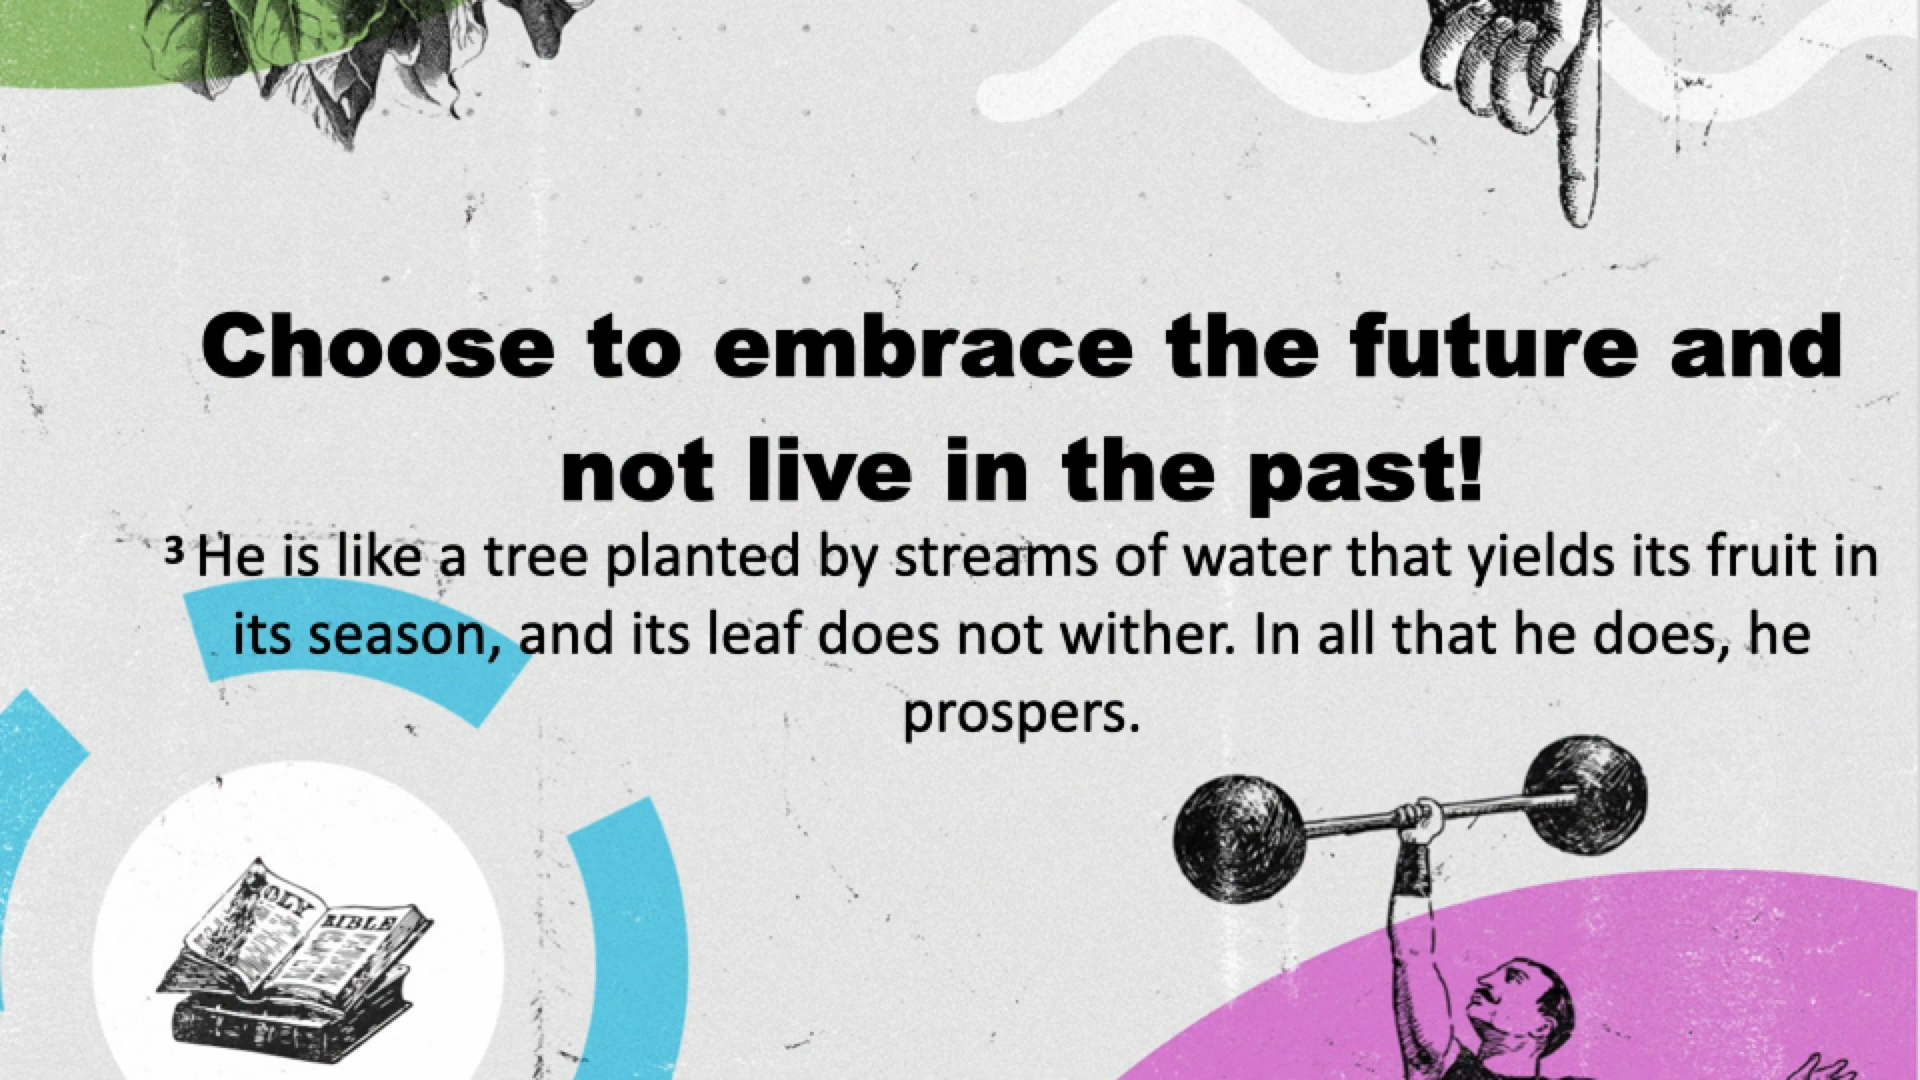 Choose to embrace the future and
not live in the past!
³ He is like a tree planted by streams of water that yields its fruit in
its season, and its leaf does not wither. In all that he does, he
prospers.
OLY BIBLE